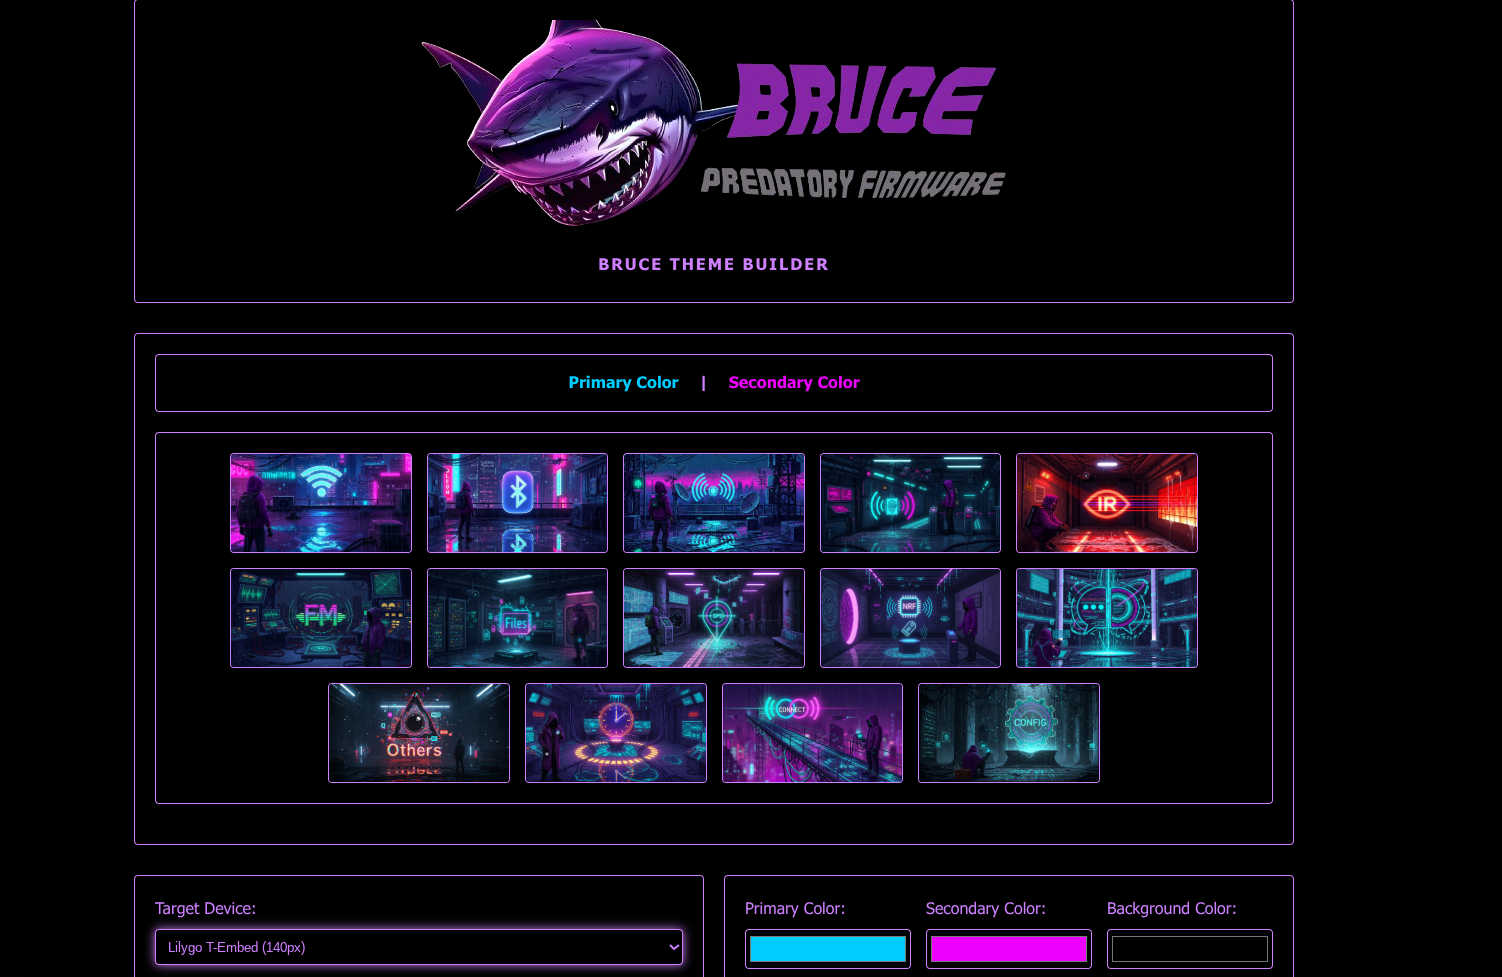 BRUCE
PREDATORY FIRMWARE
BRUCE THEME BUILDER
Primary Color | Secondary Color
IR
FM
Files
GPS
NRF
Others
CONNECT
CONFIG
Target Device:
Lilygo T-Embed (140px)
Primary Color:
Secondary Color:
Background Color: